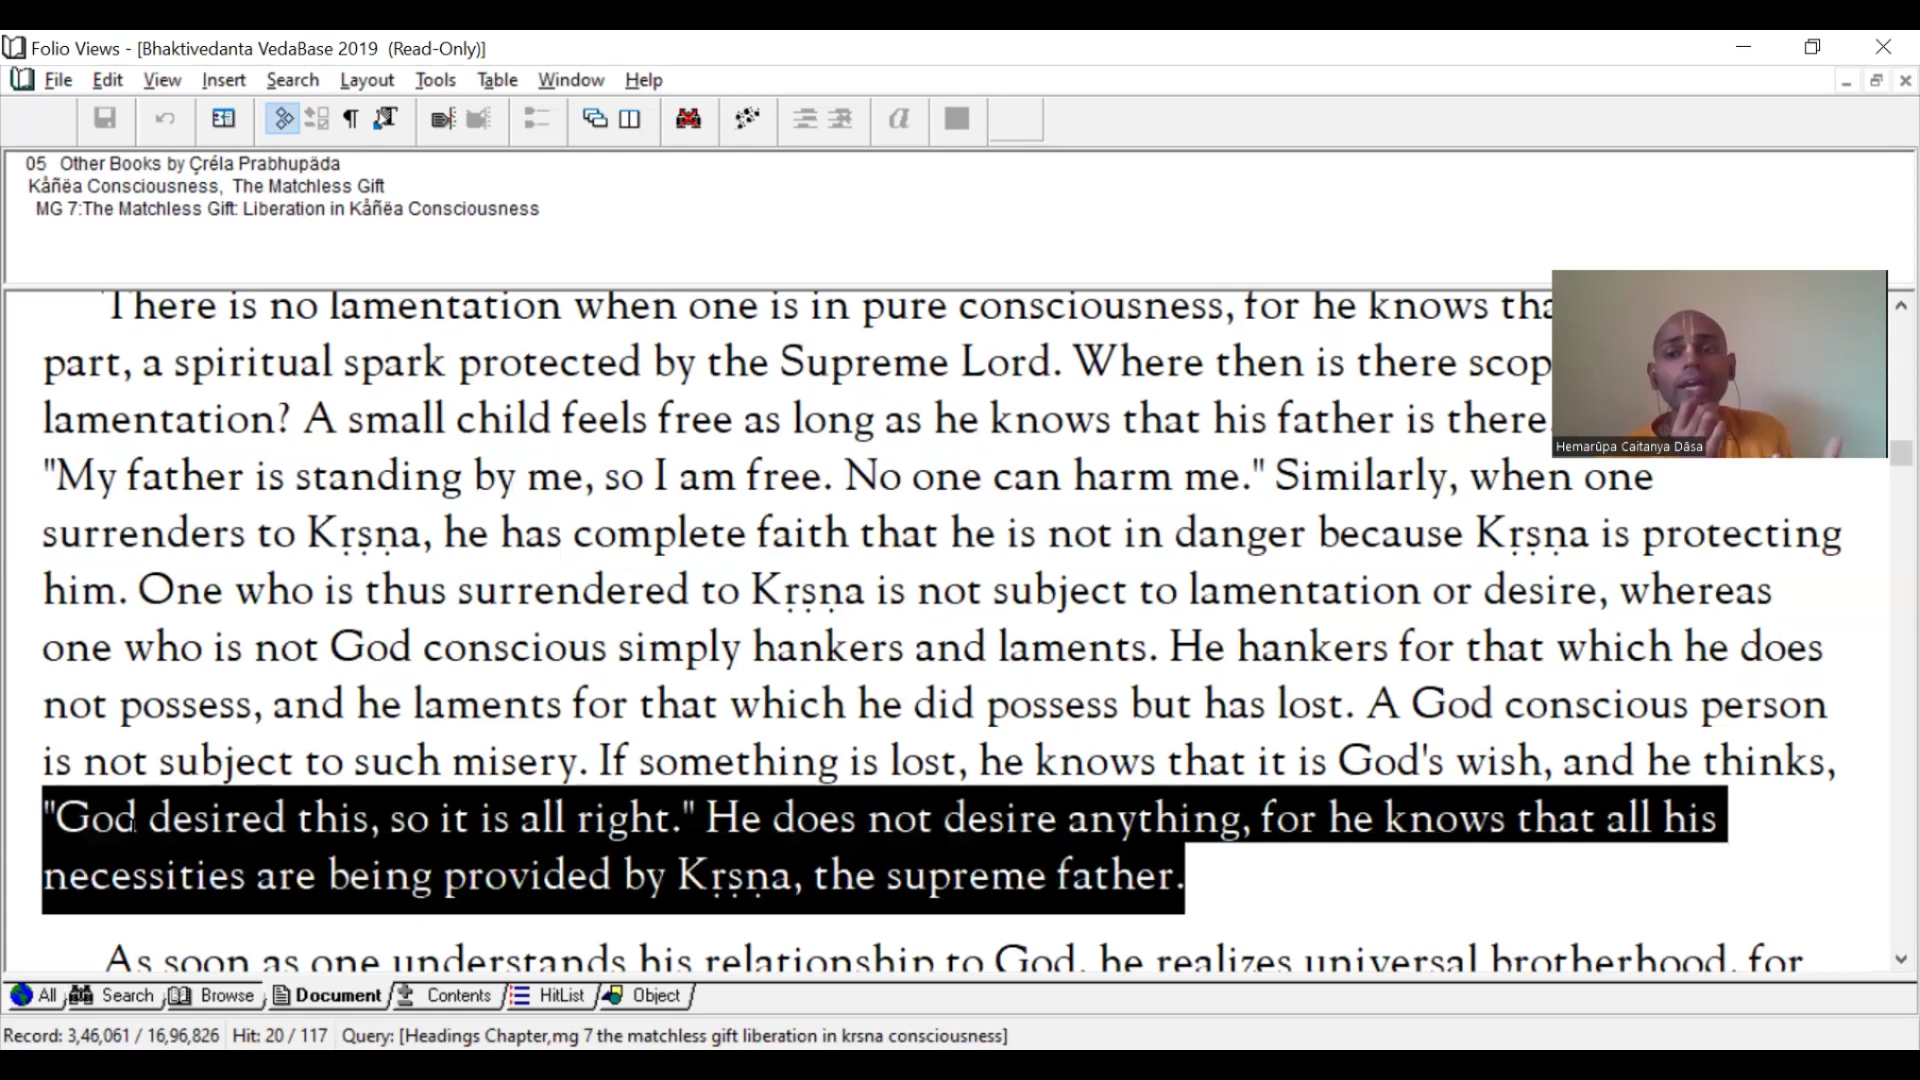 Folio Views - [Bhaktivedanta VedaBase 2019 (Read-Only)]
File Edit View Insert Search Layout Tools Table Window Help
05 Other Books by Çréla Prabhupäda
Kåñëa Consciousness, The Matchless Gift
MG 7:The Matchless Gift: Liberation in Kåñëa Consciousness
There is no lamentation when one is in pure consciousness, for he knows
part, a spiritual spark protected by the Supreme Lord. Where then is there
lamentation? A small child feels free as long as he knows that his father is there.
"My father is standing by me, so I am free. No one can harm me." Similarly, when one
surrenders to Kṛṣṇa, he has complete faith that he is not in danger because Kṛṣṇa is protecting
him. One who is thus surrendered to Kṛṣṇa is not subject to lamentation or desire, whereas
one who is not God conscious simply hankers and laments. He hankers for that which he does
not possess, and he laments for that which he did possess but has lost. A God conscious person
is not subject to such misery. If something is lost, he knows that it is God's wish, and he thinks,
"God desired this, so it is all right." He does not desire anything, for he knows that all his
necessities are being provided by Kṛṣṇa, the supreme father.
As soon as one understands his relationship to God, he realizes universal brotherhood, for
Hemarūpa Caitanya Dāsa
All Search Browse Document Contents HitList Object
Record: 3,46,061 / 16,96,826 Hit: 20 / 117 Query: [Headings Chapter,mg 7 the matchless gift liberation in krsna consciousness]